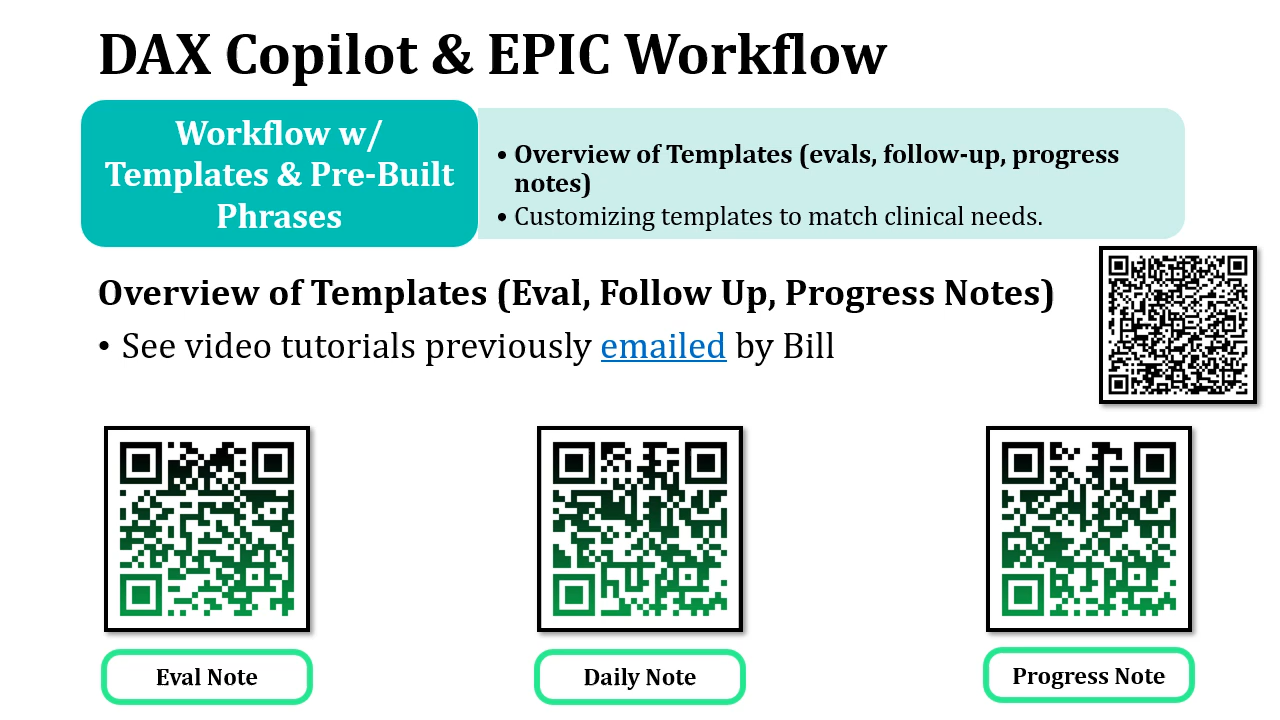 DAX Copilot & EPIC Workflow
Workflow w/
Templates & Pre-Built
Phrases
• Overview of Templates (evals, follow-up, progress
notes)
• Customizing templates to match clinical needs.
Overview of Templates (Eval, Follow Up, Progress Notes)
• See video tutorials previously emailed by Bill
Eval Note
Daily Note
Progress Note